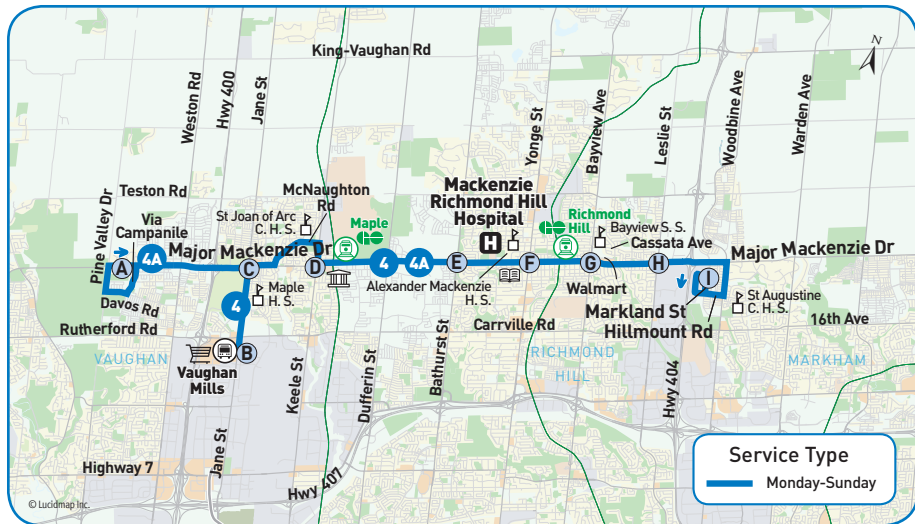 King-Vaughan Rd
N
Weston Rd
Hwy 400
Jane St
Yonge St
Bayview Ave
Leslie St
Woodbine Ave
Warden Ave
Teston Rd
McNaughton
Rd
Mackenzie
Richmond Hill
Hospital
H
Pine Valley Dr
Via
Campanile
St Joan of Arc
C. H. S.
Maple
Richmond
Hill
Bayview S. S.
Cassata Ave
4A
Major Mackenzie Dr
Major Mackenzie Dr
A
C
D
4
4A
E
F
G
H
I
Alexander Mackenzie
H. S.
Walmart
Davos Rd
4
Maple
H. S.
Markland St
Hillmount Rd
St Augustine
C. H. S.
Rutherford Rd
Carrville Rd
16th Ave
VAUGHAN
B
Vaughan
Mills
RICHMOND
HILL
MARKHAM
Keele St
Dufferin St
Bathurst St
Hwy 404
Jane St
Highway 7
Hwy 407
Service Type
Monday-Sunday
© Lucidmap Inc.